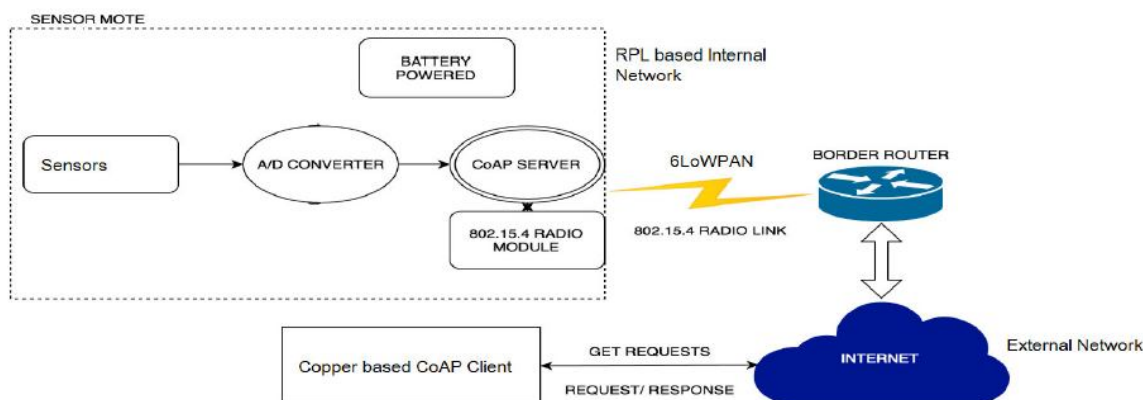 SENSOR MOTE
BATTERY
POWERED
RPL based Internal
Network
Sensors
A/D CONVERTER
CoAP SERVER
802.15.4 RADIO
MODULE
6LoWPAN
802.15.4 RADIO LINK
BORDER ROUTER
Copper based CoAP Client
GET REQUESTS
REQUEST/ RESPONSE
INTERNET
External Network